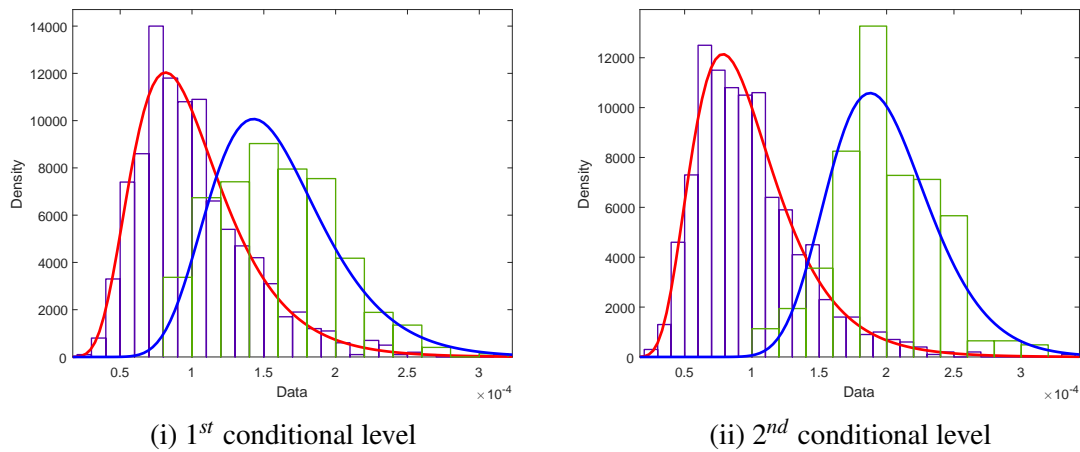 14000
12000
10000
8000
6000
4000
2000
0
Density
0.5 1 1.5 2 2.5 3
Data
× 10⁻⁴
(i) 1ˢᵗ conditional level
12000
10000
8000
6000
4000
2000
0
Density
0.5 1 1.5 2 2.5 3
Data
× 10⁻⁴
(ii) 2ⁿᵈ conditional level